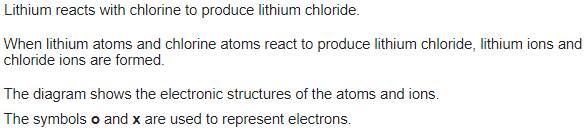 Lithium reacts with chlorine to produce lithium chloride.
When lithium atoms and chlorine atoms react to produce lithium chloride, lithium ions and
chloride ions are formed.
The diagram shows the electronic structures of the atoms and ions.
The symbols o and x are used to represent electrons.